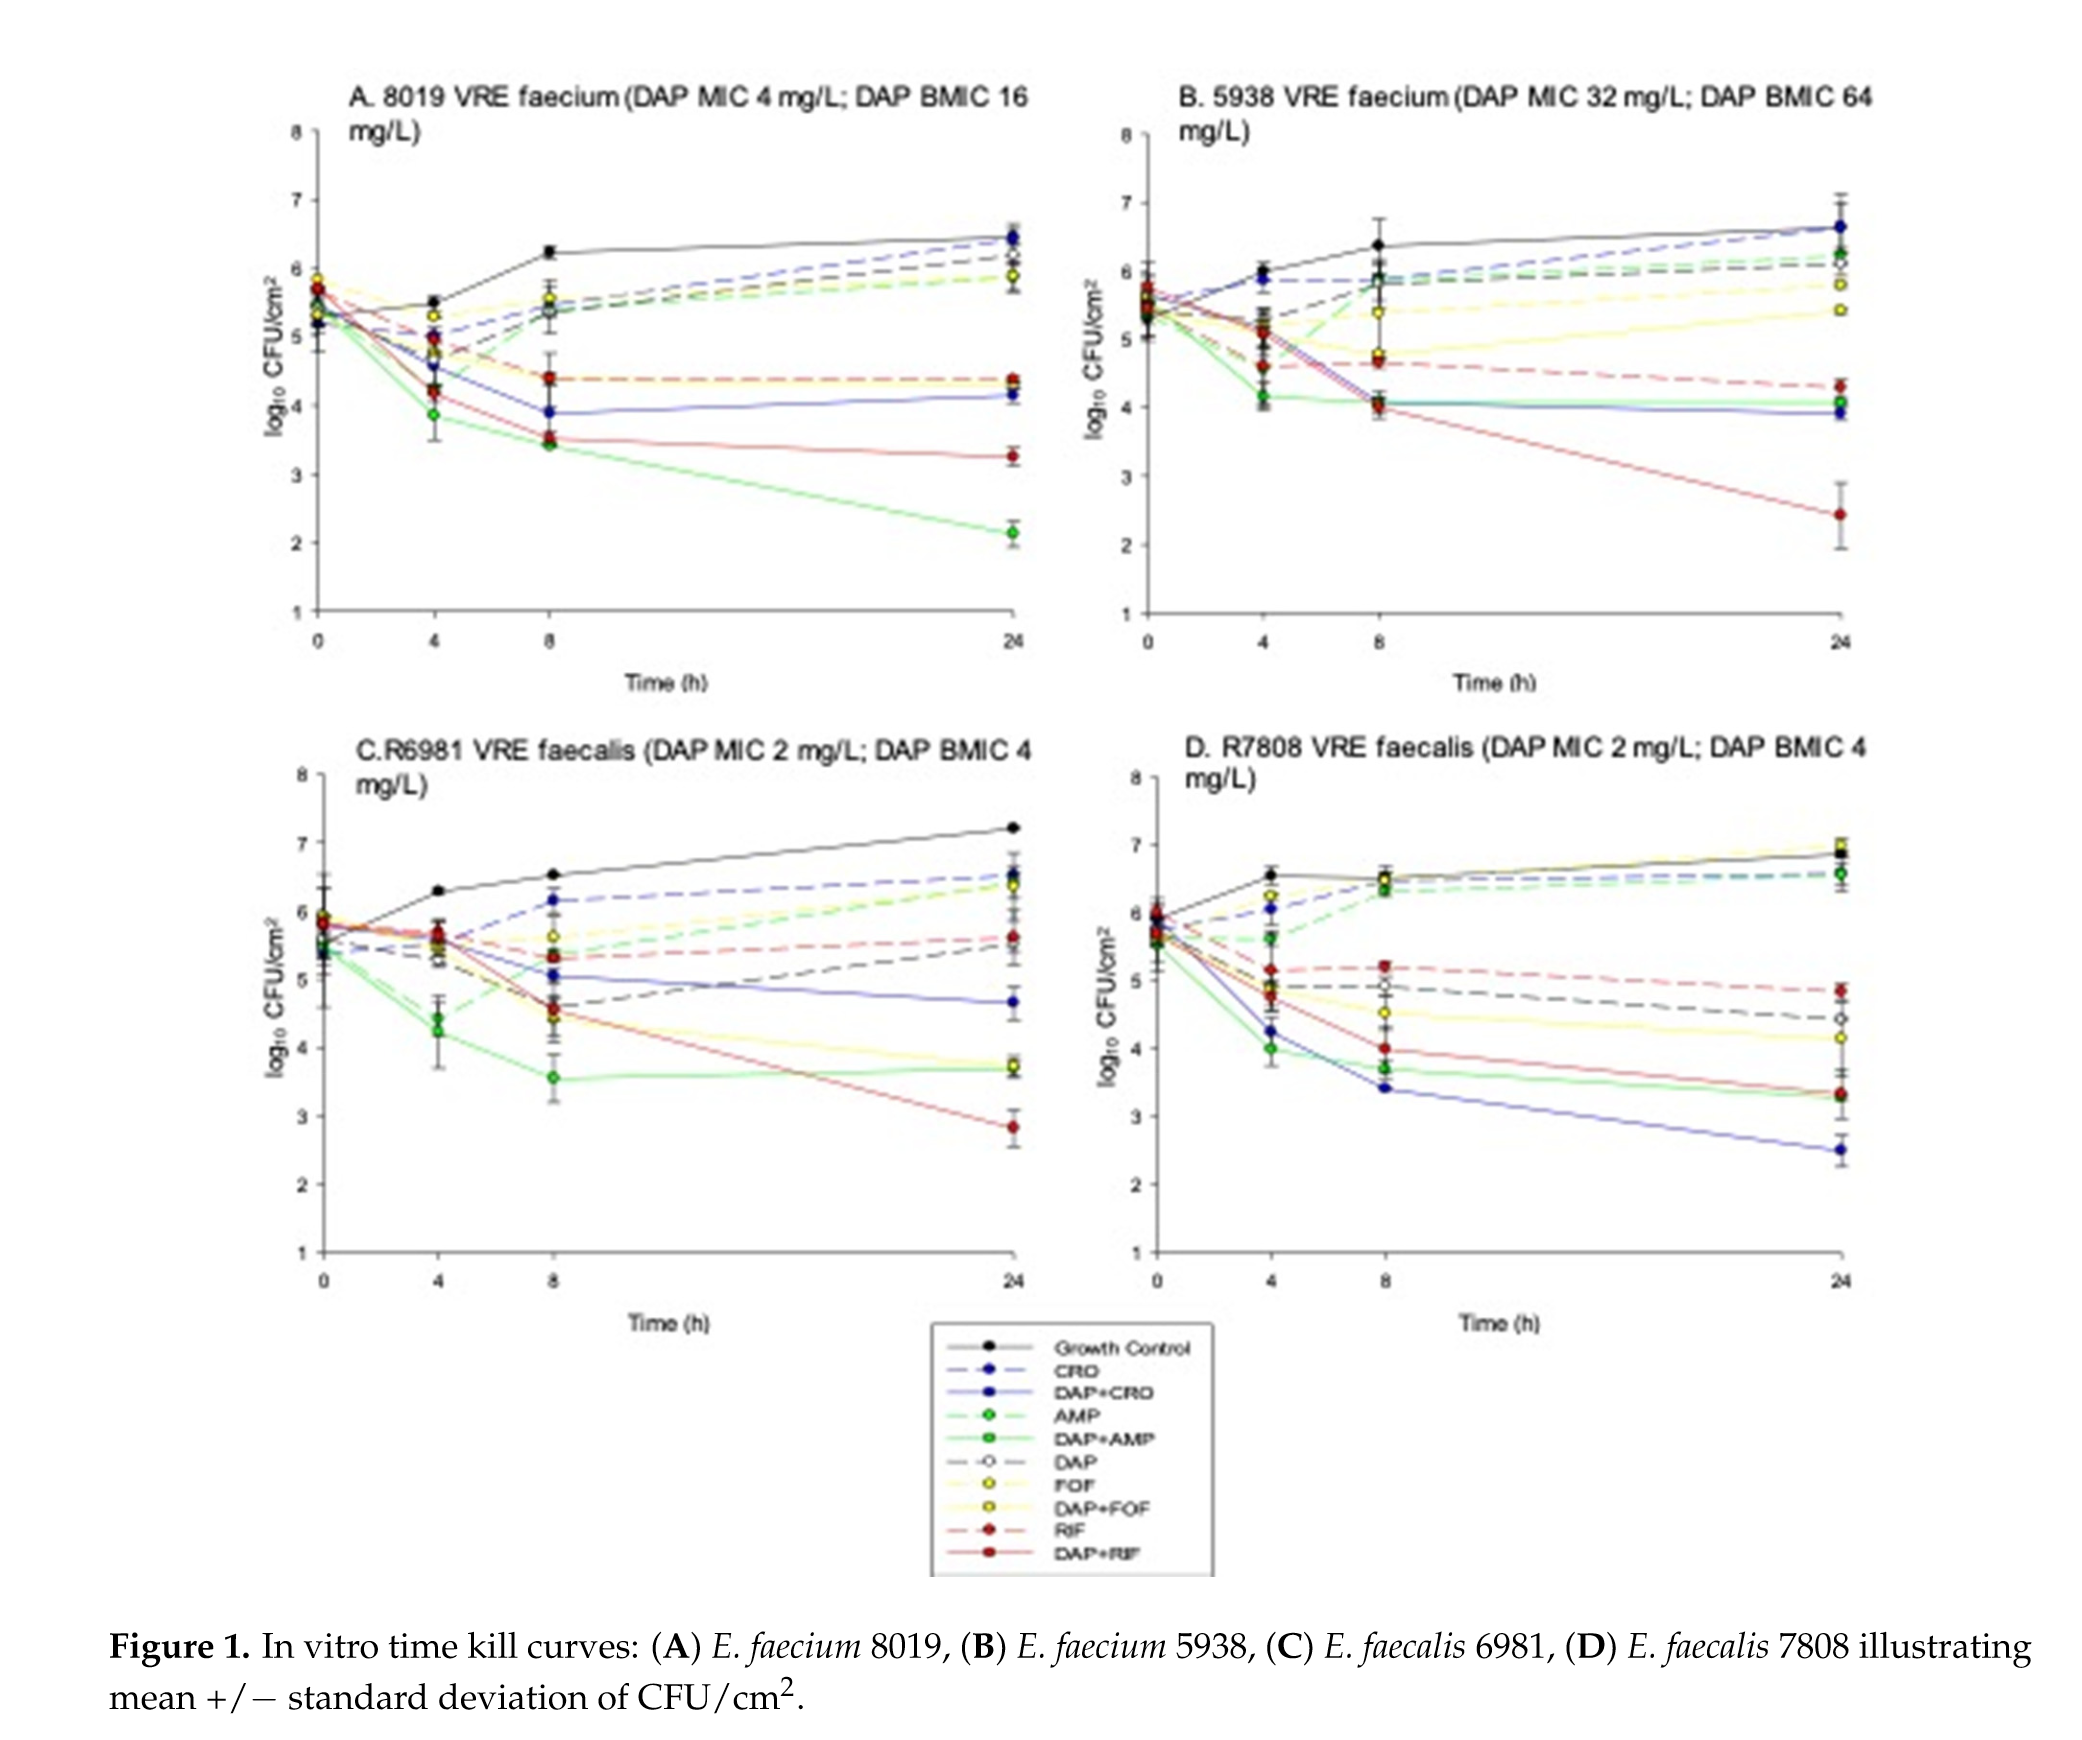 A. 8019 VRE faecium (DAP MIC 4 mg/L; DAP BMIC 16
mg/L)
8
7
6
5
4
3
2
1
log10 CFU/cm2
0 4 8 24
Time (h)
B. 5938 VRE faecium (DAP MIC 32 mg/L; DAP BMIC 64
mg/L)
8
7
6
5
4
3
2
1
log10 CFU/cm2
0 4 8 24
Time (h)
C.R6981 VRE faecalis (DAP MIC 2 mg/L; DAP BMIC 4
mg/L)
8
7
6
5
4
3
2
1
log10 CFU/cm2
0 4 8 24
Time (h)
D. R7808 VRE faecalis (DAP MIC 2 mg/L; DAP BMIC 4
mg/L)
8
7
6
5
4
3
2
1
log10 CFU/cm2
0 4 8 24
Time (h)
Growth Control
CRO
DAP+CRO
AMP
DAP+AMP
DAP
FOF
DAP+FOF
RIF
DAP+RIF
Figure 1. In vitro time kill curves: (A) E. faecium 8019, (B) E. faecium 5938, (C) E. faecalis 6981, (D) E. faecalis 7808 illustrating
mean +/− standard deviation of CFU/cm2.